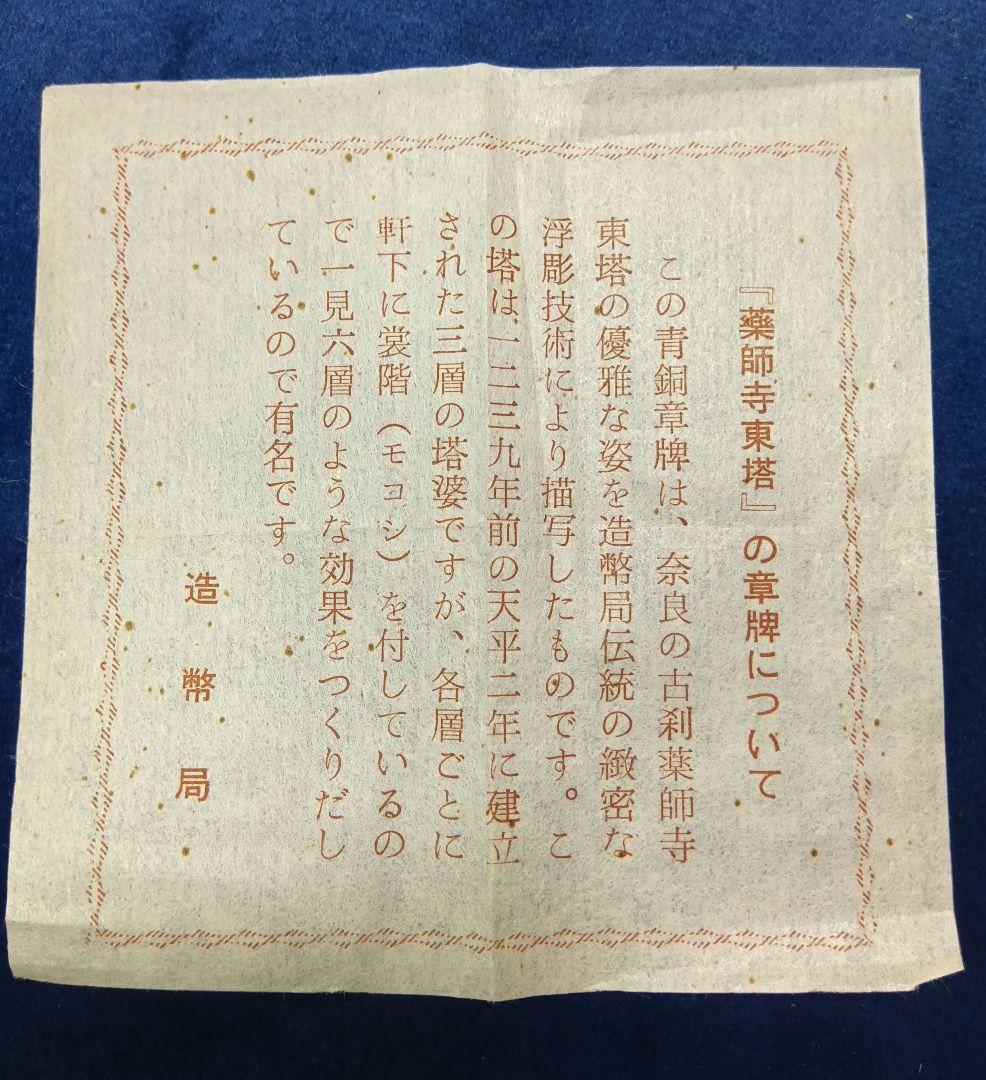 『藥師寺東塔』の章牌について
この青銅章牌は、奈良の古刹薬師寺
東塔の優雅な姿を造幣局伝統の緻密な
浮彫技術により描写したものです。こ
の塔は一二三九年前の天平二年に建立
された三層の塔婆ですが、各層ごとに
軒下に裳階（モコシ）を付しているの
で一見六層のような効果をつくりだし
ているので有名です。
造幣局